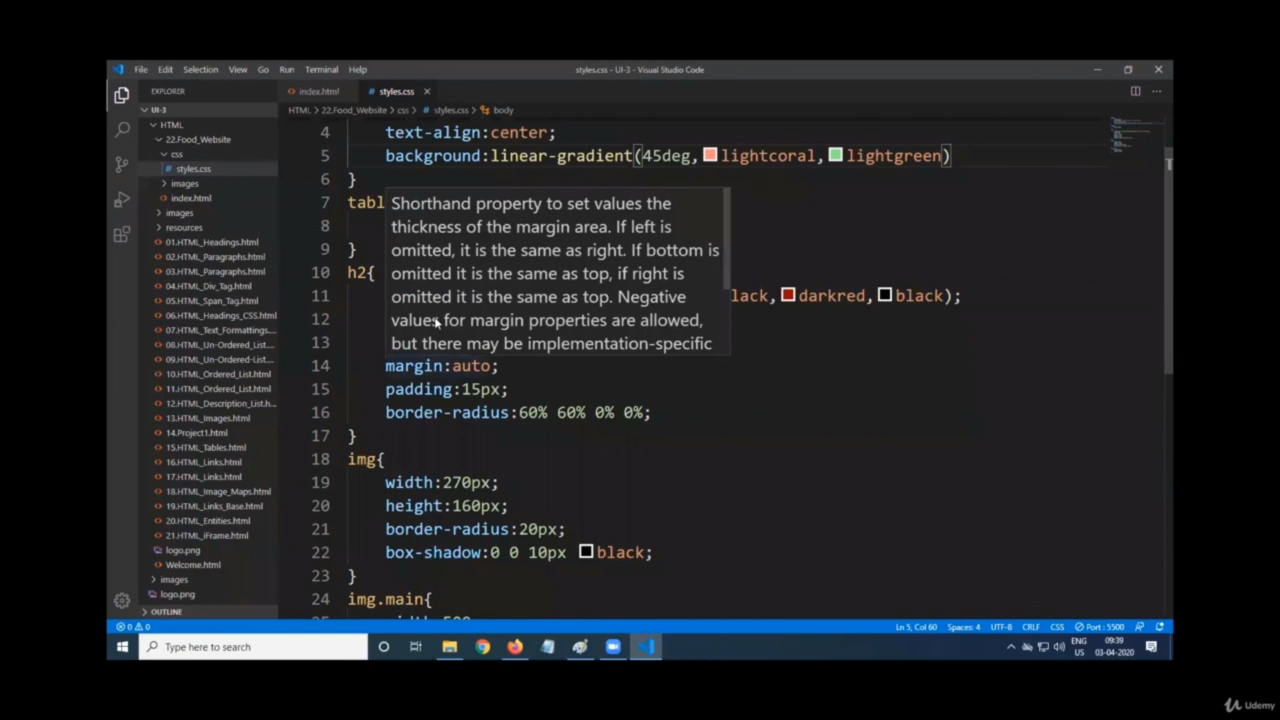 File Edit Selection View Go Run Terminal Help
styles.css - UI-3 - Visual Studio Code
EXPLORER
index.html
# styles.css
UI-3
HTML > 22.Food_Website > css > # styles.css > body
HTML
22.Food_Website
css
# styles.css
images
index.html
images
resources
01.HTML_Headings.html
02.HTML_Paragraphs.html
03.HTML_Paragraphs.html
04.HTML_Div_Tag.html
05.HTML_Span_Tag.html
06.HTML_Headings_CSS.html
07.HTML_Text_Formattings....
08.HTML_Un-Ordered_List....
09.HTML_Un-Ordered-List....
10.HTML_Ordered_List.html
11.HTML_Ordered_List.html
12.HTML_Description_List.h...
13.HTML_Images.html
14.Project1.html
15.HTML_Tables.html
16.HTML_Links.html
17.HTML_Links.html
18.HTML_Image_Maps.html
19.HTML_Links_Base.html
20.HTML_Entities.html
21.HTML_iFrame.html
logo.png
Welcome.html
images
logo.png
OUTLINE
4 text-align:center;
5 background:linear-gradient(45deg,lightcoral,lightgreen)
6 }
7 tabl
8
9 }
10 h2{
11 lack,darkred,black);
12
13
14 margin:auto;
15 padding:15px;
16 border-radius:60% 60% 0% 0%;
17 }
18 img{
19 width:270px;
20 height:160px;
21 border-radius:20px;
22 box-shadow:0 0 10px black;
23 }
24 img.main{
Shorthand property to set values the
thickness of the margin area. If left is
omitted, it is the same as right. If bottom is
omitted it is the same as top, if right is
omitted it is the same as top. Negative
values for margin properties are allowed,
but there may be implementation-specific
0 0
Ln 5, Col 60 Spaces: 4 UTF-8 CRLF CSS Port : 5500
Type here to search
ENG
US
09:39
03-04-2020
Udemy